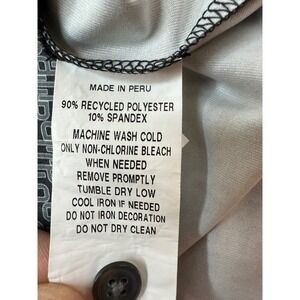 MADE IN PERU
90% RECYCLED POLYESTER
10% SPANDEX
MACHINE WASH COLD
ONLY NON-CHLORINE BLEACH
WHEN NEEDED
REMOVE PROMPTLY
TUMBLE DRY LOW
COOL IRON IF NEEDED
DO NOT IRON DECORATION
DO NOT DRY CLEAN